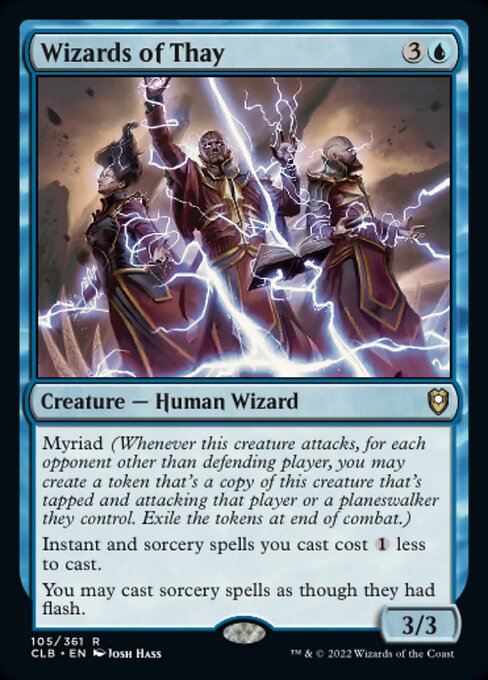 Wizards of Thay 3
Creature — Human Wizard
Myriad (Whenever this creature attacks, for each
opponent other than defending player, you may
create a token that's a copy of this creature that's
tapped and attacking that player or a planeswalker
they control. Exile the tokens at end of combat.)
Instant and sorcery spells you cast cost 1 less
to cast.
You may cast sorcery spells as though they had
flash.
3/3
105/361 R
CLB • EN Josh Hass
™ & © 2022 Wizards of the Coast